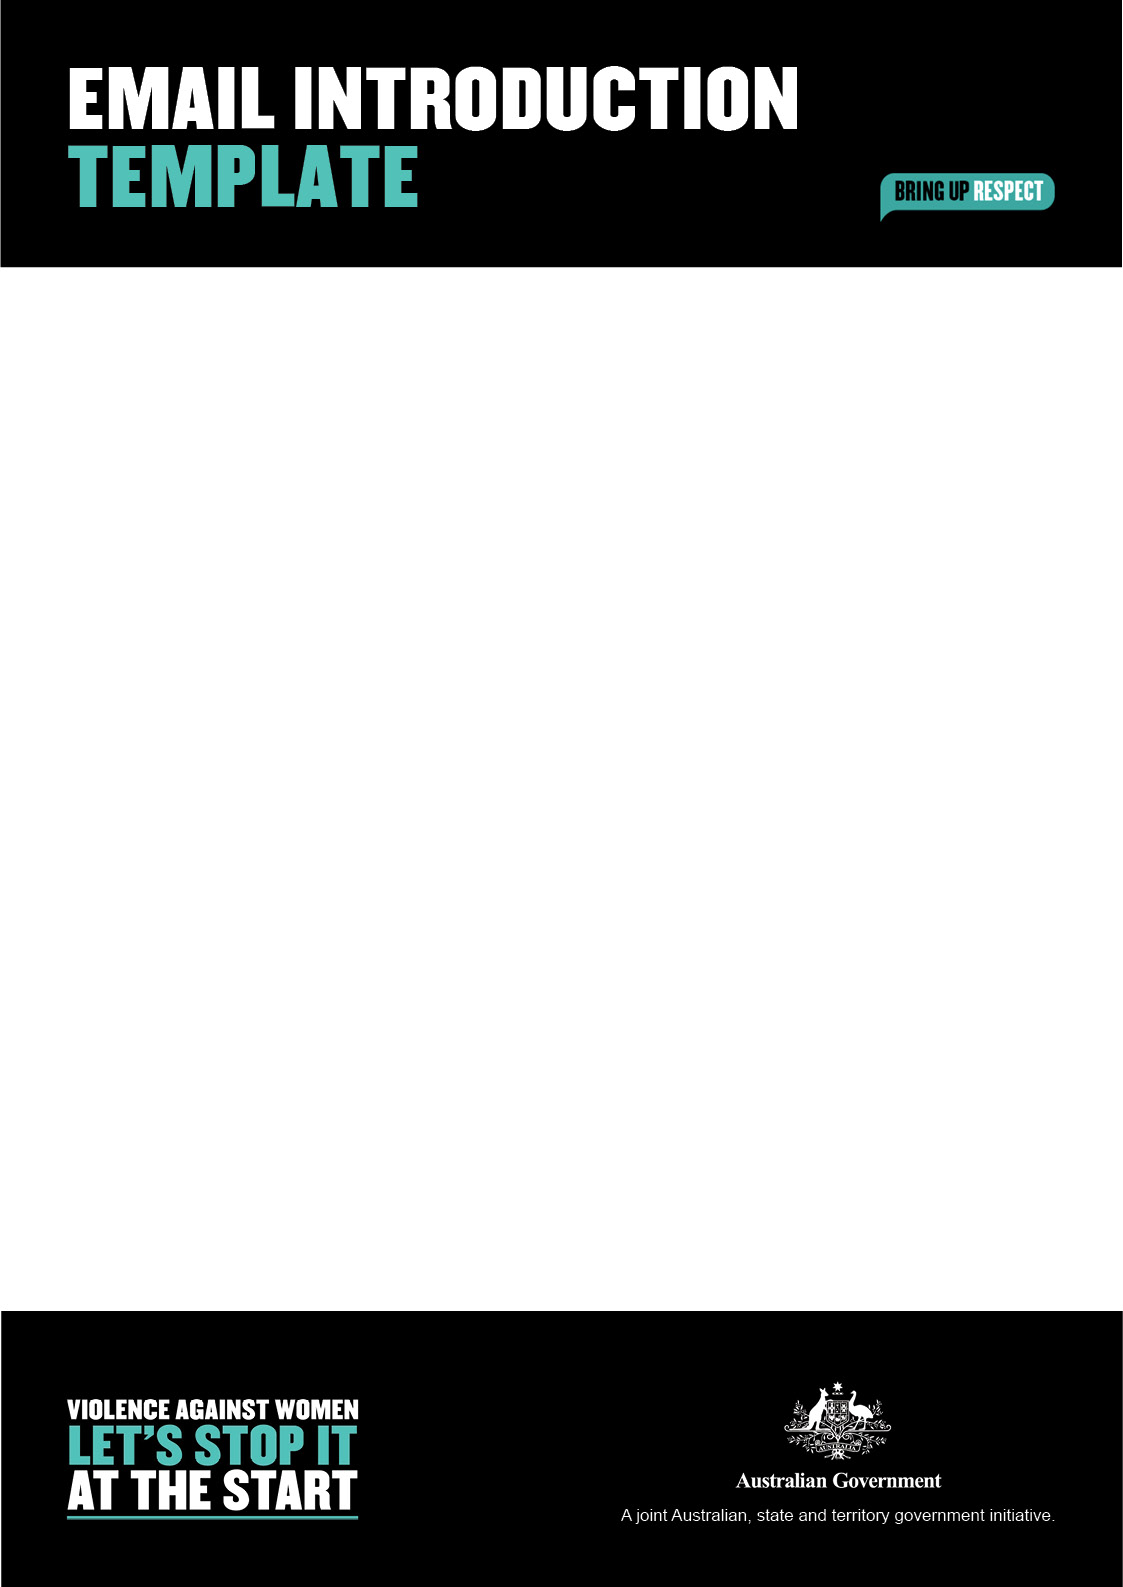 EMAIL INTRODUCTION
TEMPLATE
BRING UP RESPECT
VIOLENCE AGAINST WOMEN
LET'S STOP IT
AT THE START
AUSTRALIA
Australian Government
A joint Australian, state and territory government initiative.